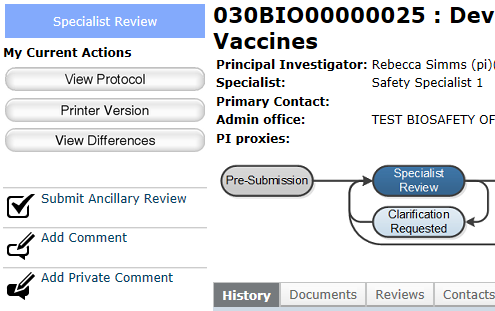 Specialist Review
My Current Actions
View Protocol
Printer Version
View Differences
Submit Ancillary Review
Add Comment
Add Private Comment
030BIO00000025 : Dev
Vaccines
Principal Investigator: Rebecca Simms (pi)(
Specialist: Safety Specialist 1
Primary Contact:
Admin office: TEST BIOSAFETY OF
PI proxies:
Pre-Submission
Specialist
Review
Clarification
Requested
History Documents Reviews Contacts